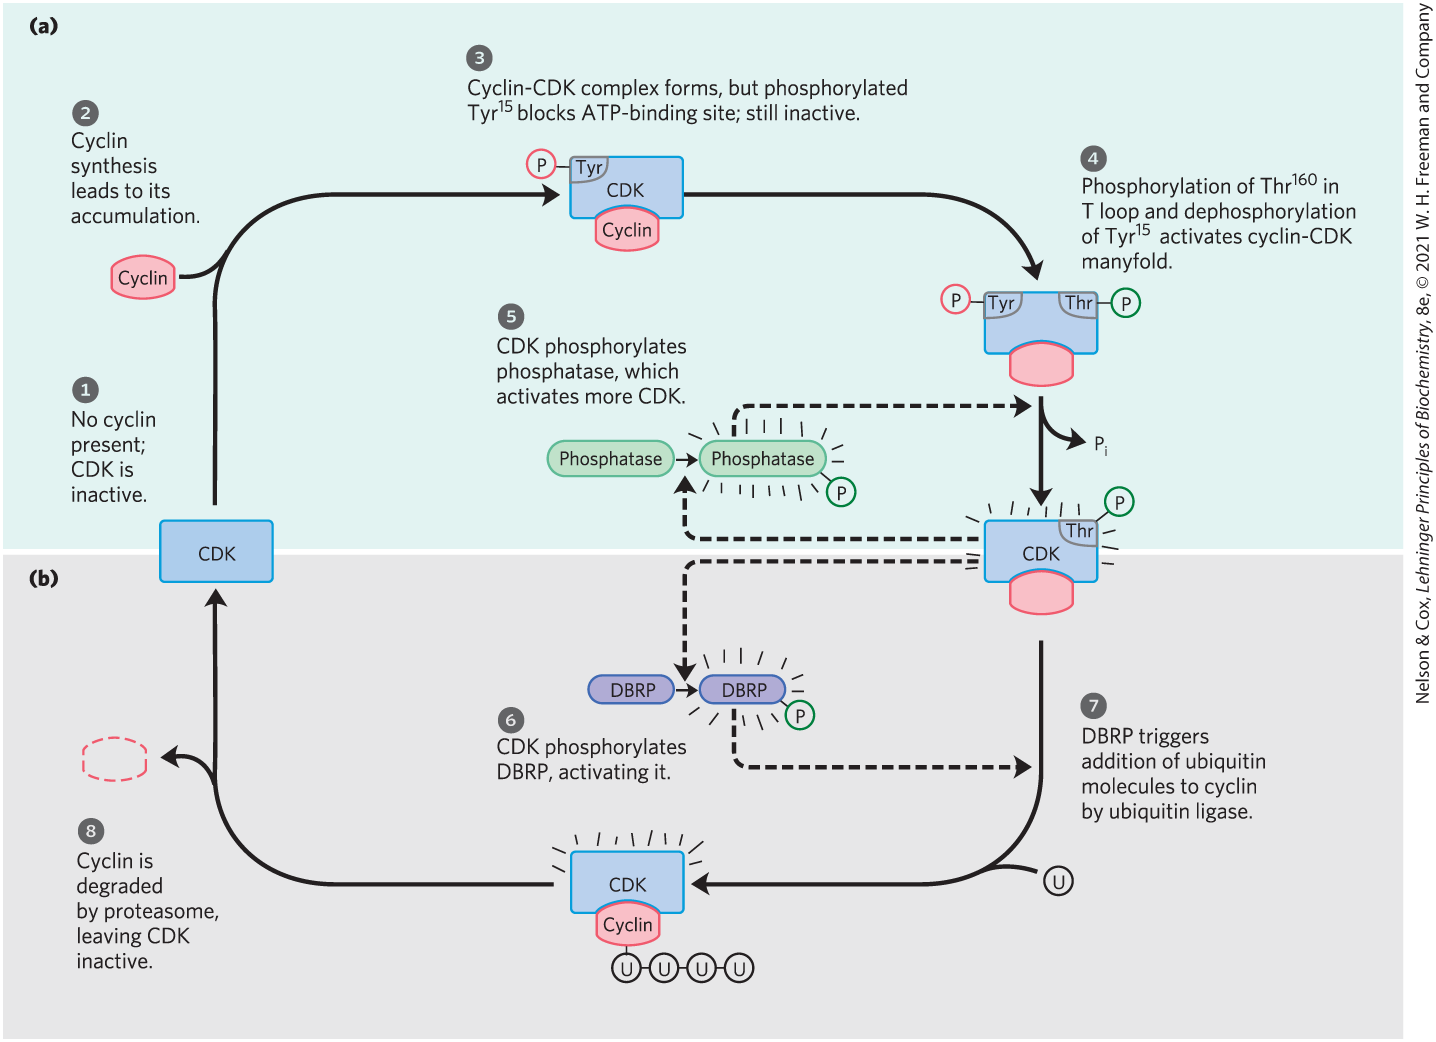 (a)
3
Cyclin-CDK complex forms, but phosphorylated
Tyr15 blocks ATP-binding site; still inactive.
2
Cyclin
synthesis
leads to its
accumulation.
P
Tyr
CDK
Cyclin
4
Phosphorylation of Thr160 in
T loop and dephosphorylation
of Tyr15 activates cyclin-CDK
manyfold.
Cyclin
P
Tyr
Thr
P
5
CDK phosphorylates
phosphatase, which
activates more CDK.
1
No cyclin
present;
CDK is
inactive.
Phosphatase
Phosphatase
P
Pi
P
Thr
CDK
CDK
(b)
DBRP
DBRP
P
6
CDK phosphorylates
DBRP, activating it.
7
DBRP triggers
addition of ubiquitin
molecules to cyclin
by ubiquitin ligase.
8
Cyclin is
degraded
by proteasome,
leaving CDK
inactive.
CDK
Cyclin
U
U
U
U
U
Nelson & Cox, Lehninger Principles of Biochemistry, 8e, © 2021 W. H. Freeman and Company